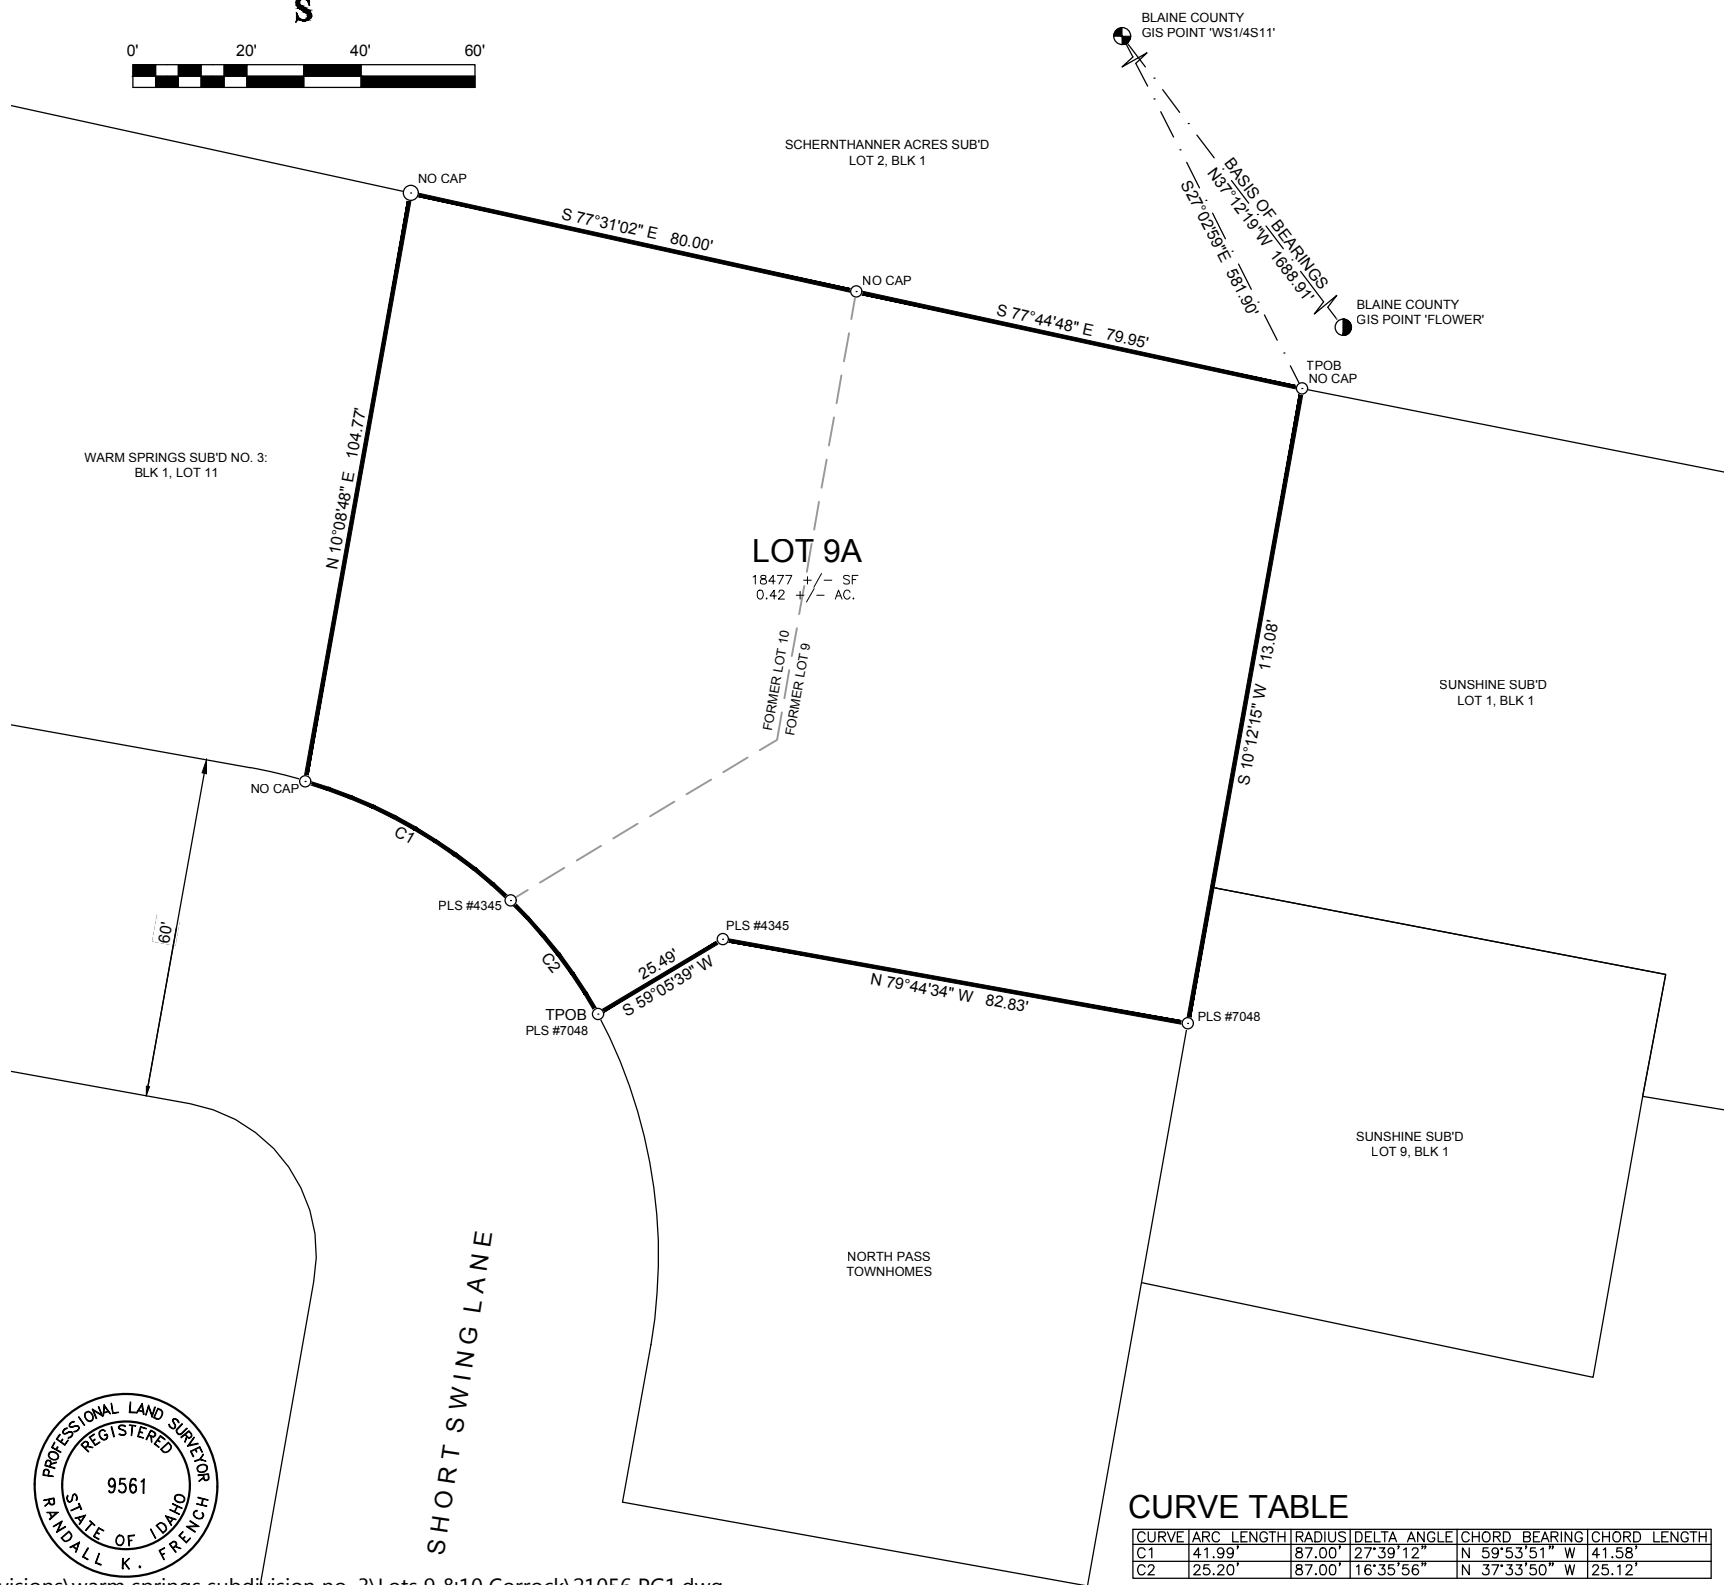 S
0' 20' 40' 60'
BLAINE COUNTY
GIS POINT 'WS1/4S11'
SCHERNTHANNER ACRES SUB'D
LOT 2, BLK 1
BASIS OF BEARINGS
N37°12'19"W 1688.91'
S27°02'59"E 581.90'
NO CAP
S 77°31'02" E 80.00'
NO CAP
S 77°44'48" E 79.95'
BLAINE COUNTY
GIS POINT 'FLOWER'
TPOB
NO CAP
WARM SPRINGS SUB'D NO. 3:
BLK 1, LOT 11
N 10°08'48" E 104.77'
LOT 9A
18477 +/- SF
0.42 +/- AC.
FORMER LOT 10
FORMER LOT 9
S 10°12'15" W 113.08'
SUNSHINE SUB'D
LOT 1, BLK 1
NO CAP
C1
PLS #4345
60'
C2
PLS #4345
25.49'
S 59°05'39" W
N 79°44'34" W 82.83'
TPOB
PLS #7048
PLS #7048
SUNSHINE SUB'D
LOT 9, BLK 1
NORTH PASS
TOWNHOMES
SHORT SWING LANE
PROFESSIONAL LAND SURVEYOR
REGISTERED
9561
STATE OF IDAHO
RANDALL K. FRENCH
CURVE TABLE
CURVE ARC LENGTH RADIUS DELTA ANGLE CHORD BEARING CHORD LENGTH
C1 41.99' 87.00' 27°39'12" N 59°53'51" W 41.58'
C2 25.20' 87.00' 16°35'56" N 37°33'50" W 25.12'